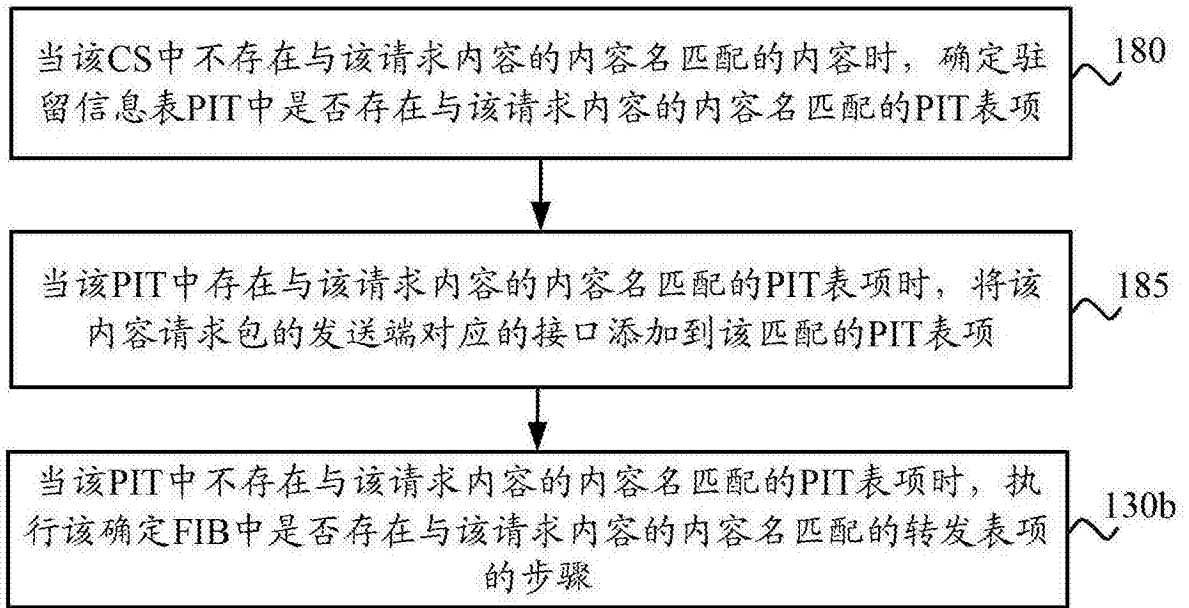 当该CS中不存在与该请求内容的内容名匹配的内容时，确定驻
留信息表PIT中是否存在与该请求内容的内容名匹配的PIT表项
180
当该PIT中存在与该请求内容的内容名匹配的PIT表项时，将该
内容请求包的发送端对应的接口添加到该匹配的PIT表项
185
当该PIT中不存在与该请求内容的内容名匹配的PIT表项时，执
行该确定FIB中是否存在与该请求内容的内容名匹配的转发表项
的步骤
130b